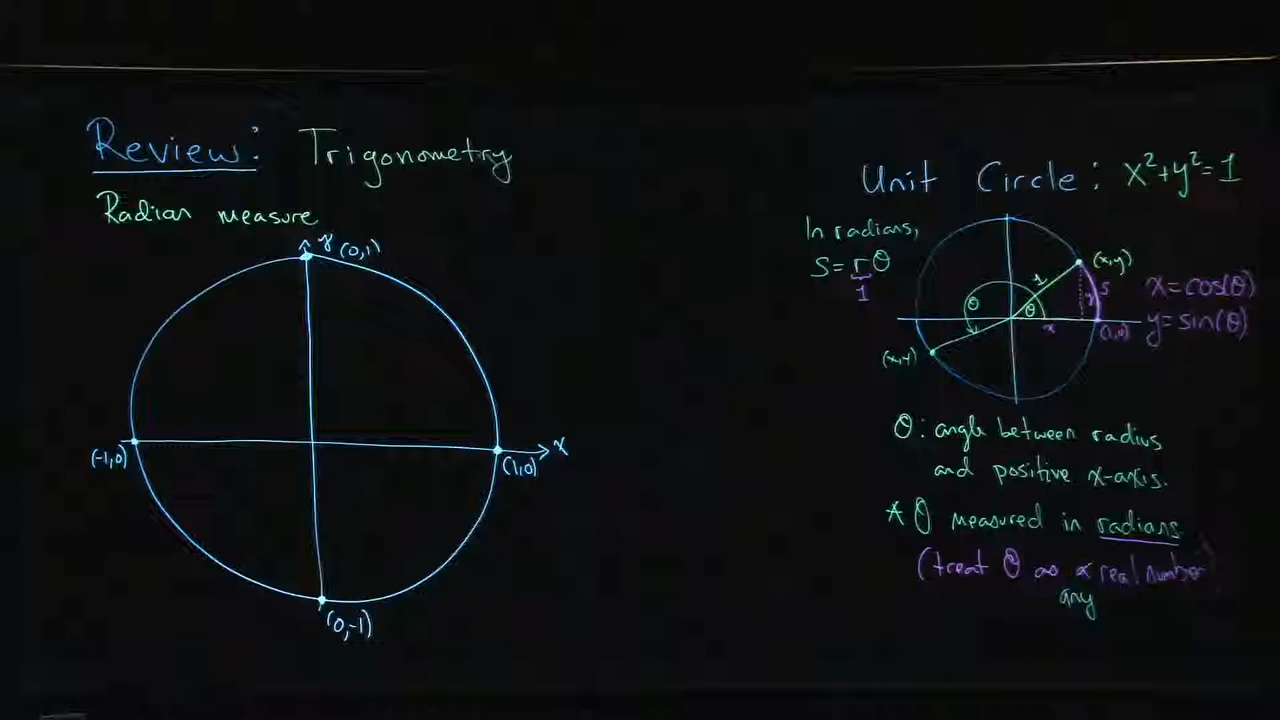 Review: Trigonometry
Radian measure
y (0,1)
(-1,0)
x
(1,0)
(0,-1)
Unit Circle: x²+y²=1
In radians,
S=rθ
1
(x,y)
1
S
θ
θ
y
x
(1,0)
(x,y)
x=cos(θ)
y=sin(θ)
θ: angle between radius
and positive x-axis.
* θ measured in radians
(treat θ as a real number)
any